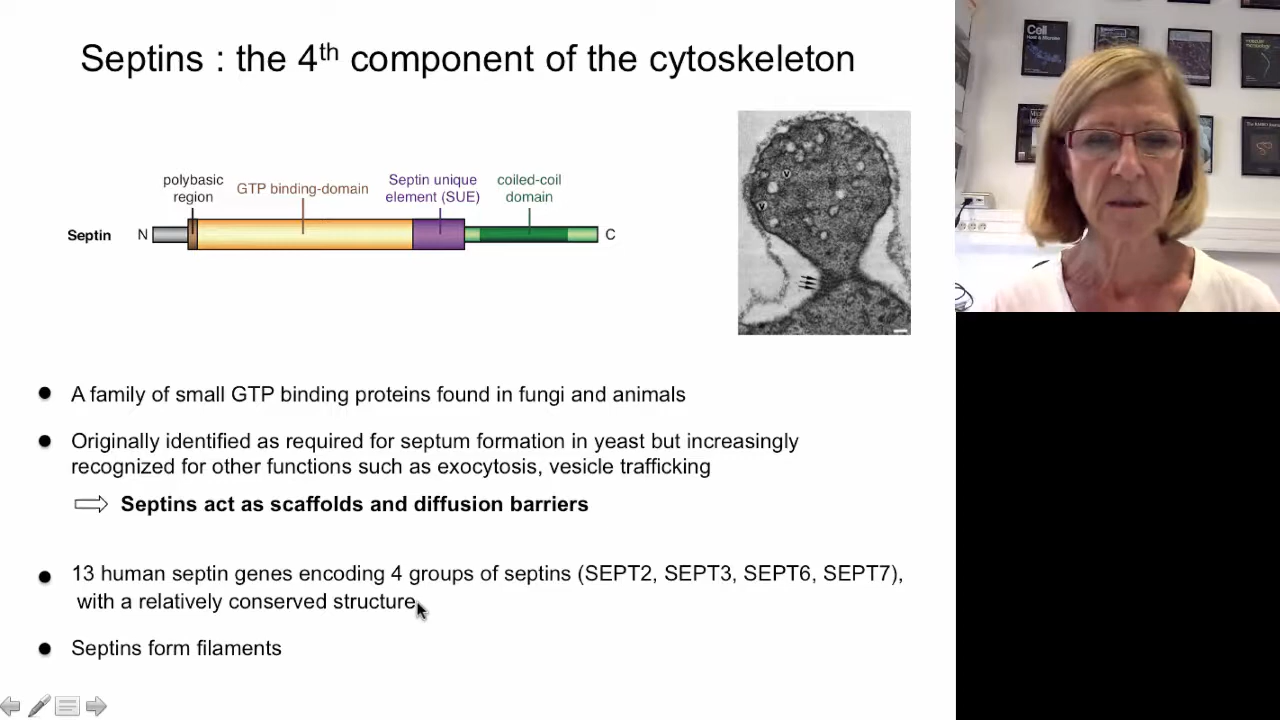 Septins : the 4th component of the cytoskeleton
polybasic
region
GTP binding-domain
Septin unique
element (SUE)
coiled-coil
domain
Septin
N
C
v
v
A family of small GTP binding proteins found in fungi and animals
Originally identified as required for septum formation in yeast but increasingly
recognized for other functions such as exocytosis, vesicle trafficking
Septins act as scaffolds and diffusion barriers
13 human septin genes encoding 4 groups of septins (SEPT2, SEPT3, SEPT6, SEPT7),
with a relatively conserved structure
Septins form filaments
Cell